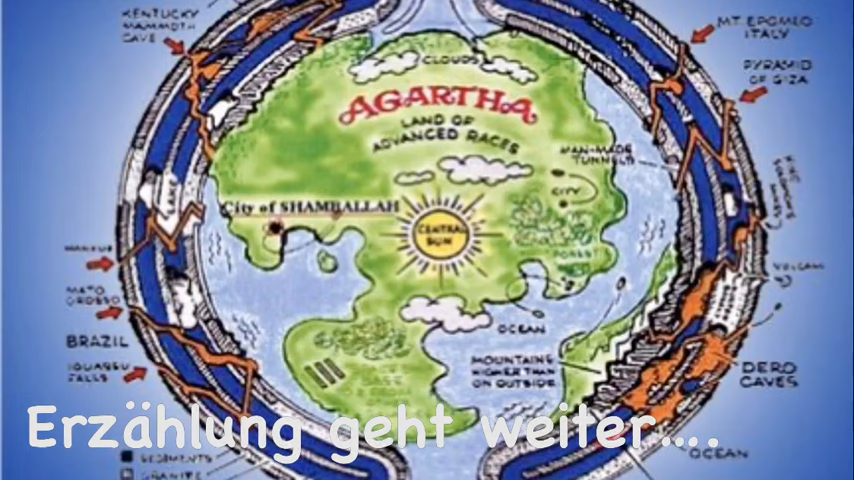 KENTUCKY
MAMMOTH
CAVE
MT. EPOMEO
ITALY
PYRAMID
OF GIZA
CLOUDS
AGARTHA
LAND OF
ADVANCED RACES
MAN-MADE
TUNNELS
CITY
LAKE
City of SHAMBALLAH
CENTRAL
SUN
FOREST
MANAUS
MATO
GROSSO
BRAZIL
IGUASSU
FALLS
OCEAN
MOUNTAINS
HIGHER THAN
ON OUTSIDE
DERO
CAVES
Erzählung geht weiter....
SEDIMENTS
GRANITE
OCEAN